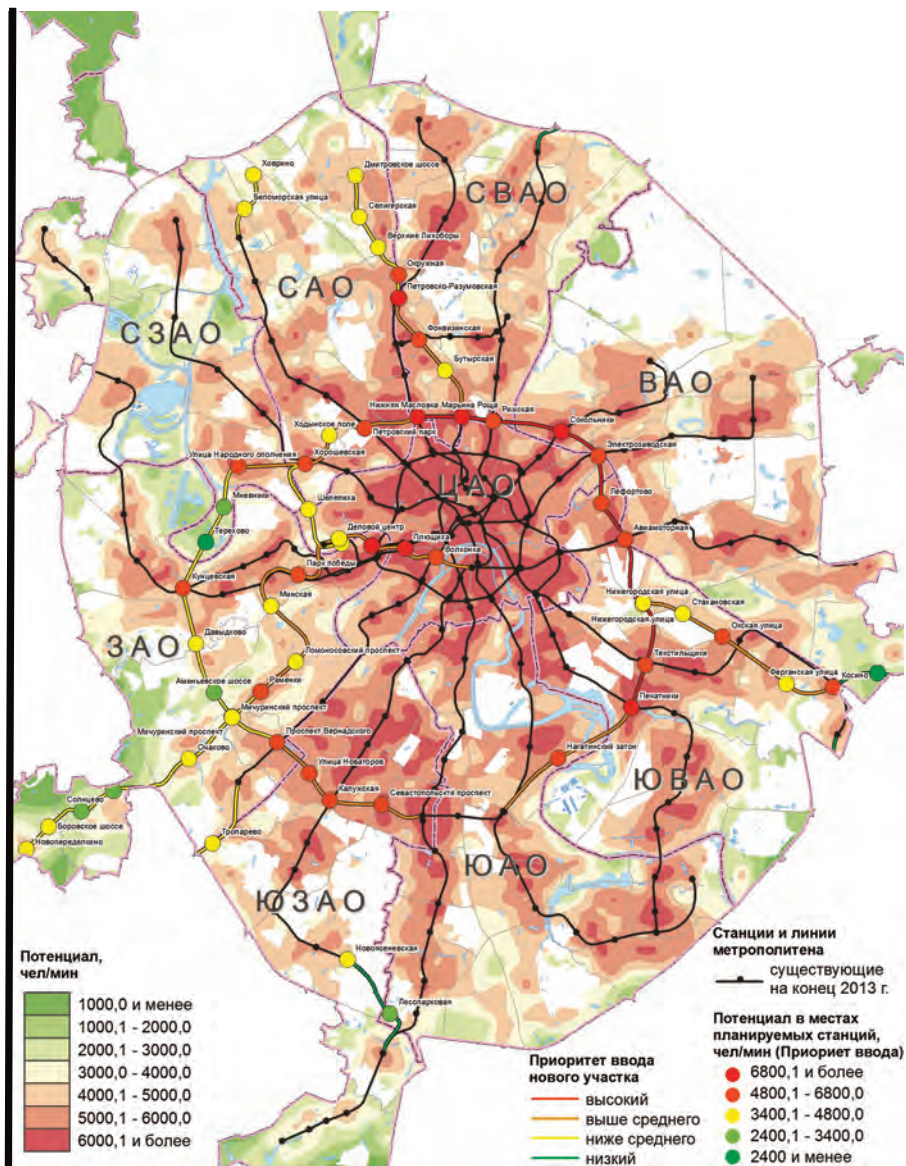 Ховрино
Дмитровское шоссе
СВАО
Беломорская улица
Селигерская
Верхние Лихоборы
САО
Окружная
Петровско-Разумовская
СЗАО
Фонвизинская
Бутырская
ВАО
Нижняя Масловка
Марьина Роща
Рижская
Сокольники
Ходынское поле
Петровский парк
Электрозаводская
Улица Народного ополчения
Хорошевская
ЦАО
Мневники
Шелепиха
Лефортово
Терехово
Деловой центр
Плющиха
Волхонка
Авиамоторная
Парк победы
Кунцевская
Минская
Нижегородская улица
Стахановская
Нижегородская улица
Окская улица
ЗАО
Давыдково
Ломоносовский проспект
Текстильщики
Ферганская улица
Косино
Аминьевское шоссе
Раменки
Печатники
Мичуринский проспект
Мичуринский проспект
Проспект Вернадского
Очаково
Нагатинский затон
Улица Новаторов
ЮВАО
Солнцево
Калужская
Севастопольсти проспект
Боровское шоссе
Новопеределкино
Тропарево
ЮАО
ЮЗАО
Новоясеневская
Лесопарковая
Потенциал,
чел/мин
1000,0 и менее
1000,1 - 2000,0
2000,1 - 3000,0
3000,0 - 4000,0
4000,1 - 5000,0
5000,1 - 6000,0
6000,1 и более
Приоритет ввода
нового участка
высокий
выше среднего
ниже среднего
низкий
Станции и линии
метрополитена
существующие
на конец 2013 г.
Потенциал в местах
планируемых станций,
чел/мин (Приориет ввода)
6800,1 и более
4800,1 - 6800,0
3400,1 - 4800,0
2400,1 - 3400,0
2400 и менее